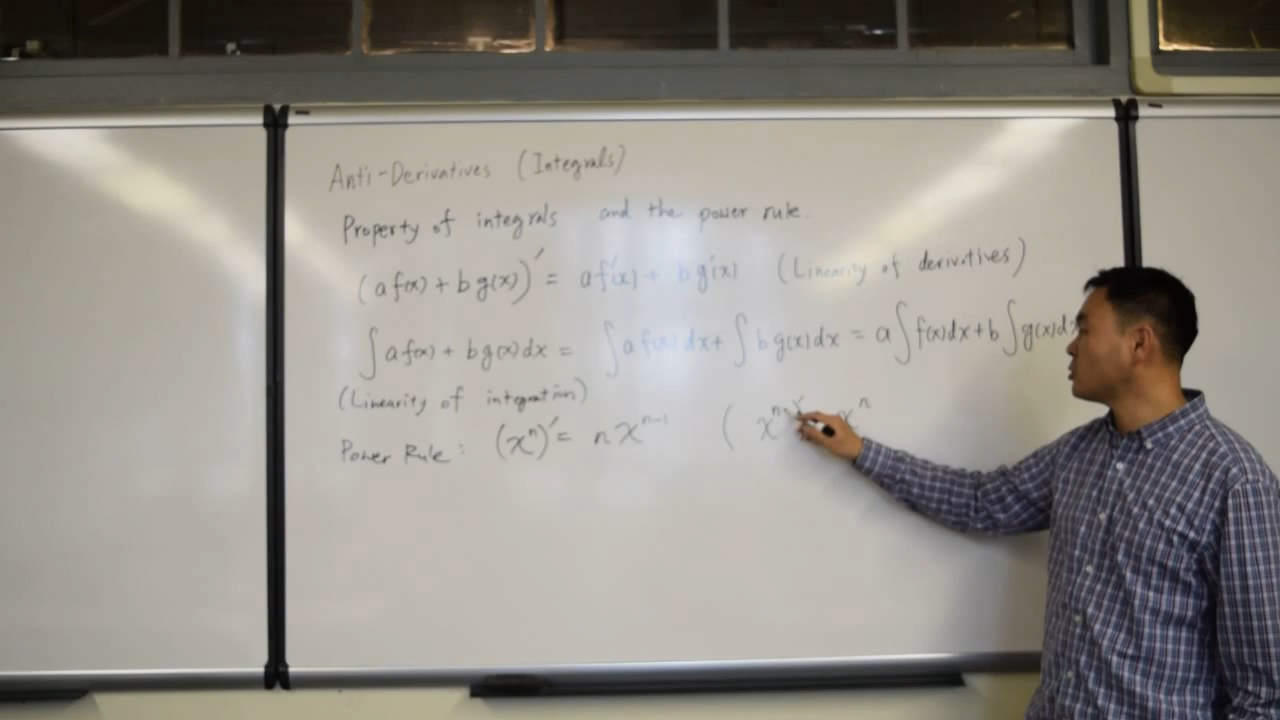 Anti-Derivatives (Integrals)
Property of integrals and the power rule.
(a f(x) + b g(x))′ = a f′(x) + b g′(x) (Linearity of derivatives)
∫ a f(x) + b g(x) dx = ∫ a f(x) dx + ∫ b g(x) dx = a ∫ f(x) dx + b ∫ g(x) dx
(Linearity of integration)
Power Rule: (xⁿ)′ = n xⁿ⁻¹ ( xⁿ xⁿ